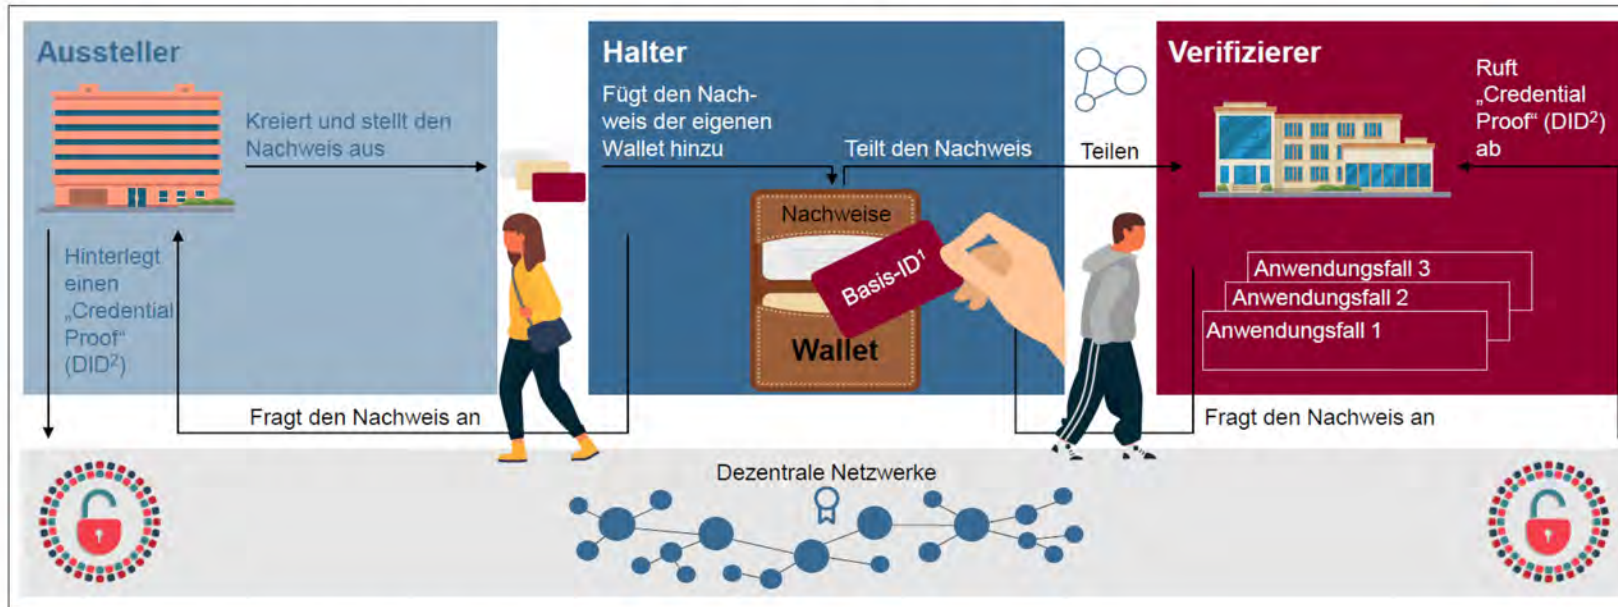 Aussteller
Kreiert und stellt den
Nachweis aus
Hinterlegt
einen
„Credential
Proof“
(DID²)
Fragt den Nachweis an
Halter
Fügt den Nach-
weis der eigenen
Wallet hinzu
Teilt den Nachweis
Teilen
Nachweise
Basis-ID¹
Wallet
Verifizierer
Ruft
„Credential
Proof“ (DID²)
ab
Anwendungsfall 3
Anwendungsfall 2
Anwendungsfall 1
Fragt den Nachweis an
Dezentrale Netzwerke